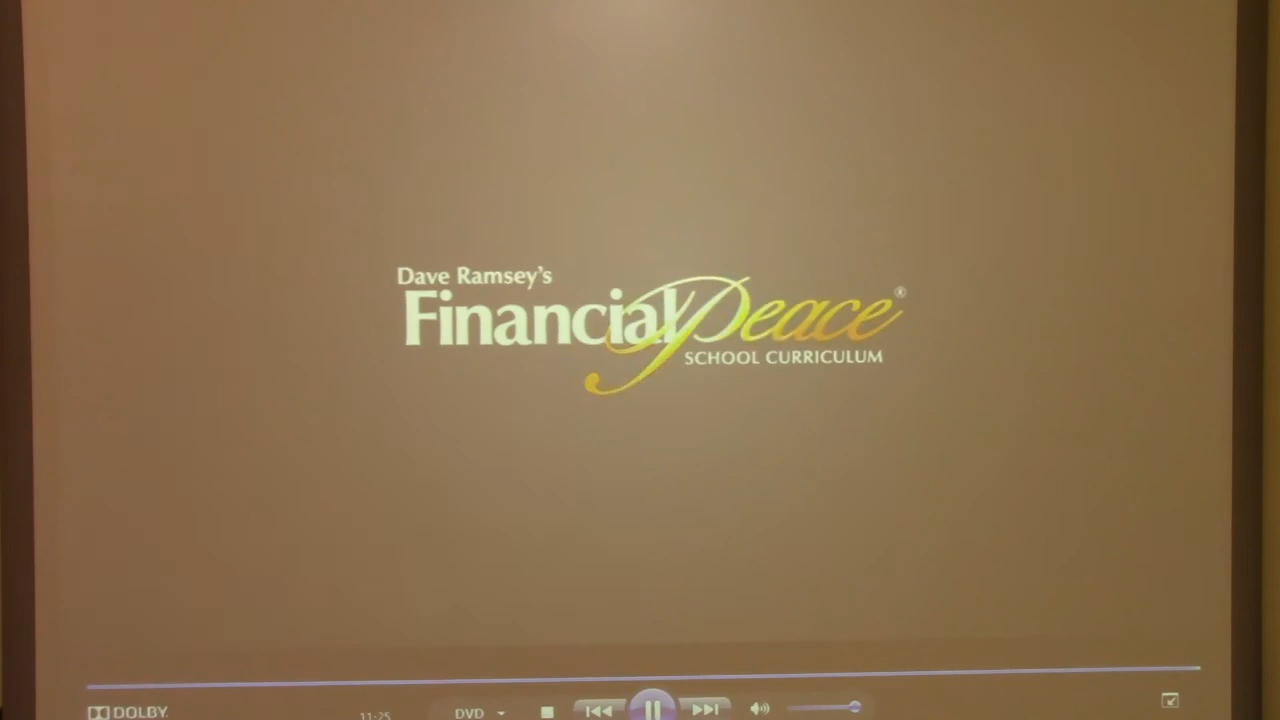 Dave Ramsey's
Financial Peace®
SCHOOL CURRICULUM
DOLBY
11:25
DVD